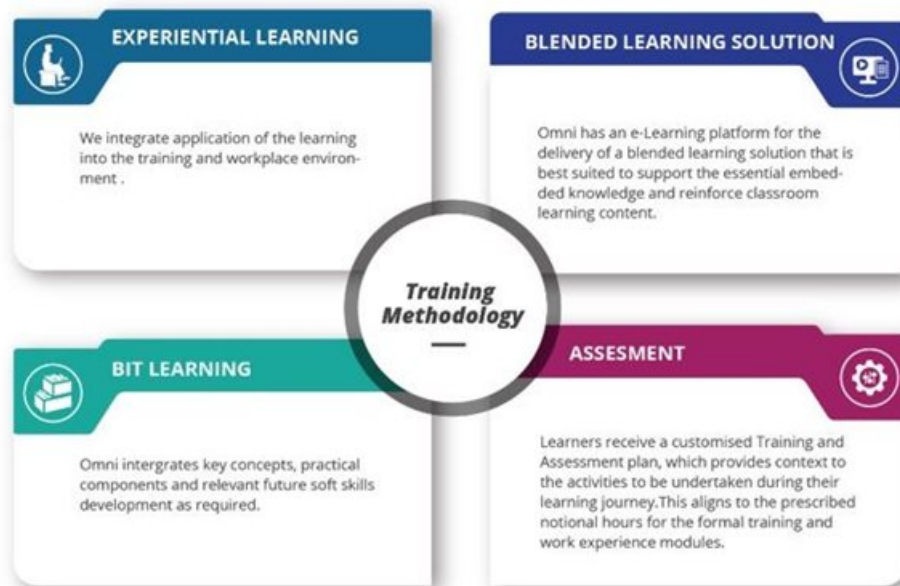 EXPERIENTIAL LEARNING
We integrate application of the learning
into the training and workplace environ-
ment .
BLENDED LEARNING SOLUTION
Omni has an e-Learning platform for the
delivery of a blended learning solution that is
best suited to support the essential embed-
ded knowledge and reinforce classroom
learning content.
Training
Methodology
BIT LEARNING
Omni intergrates key concepts, practical
components and relevant future soft skills
development as required.
ASSESMENT
Learners receive a customised Training and
Assessment plan, which provides context to
the activities to be undertaken during their
learning journey.This aligns to the prescribed
notional hours for the formal training and
work experience modules.